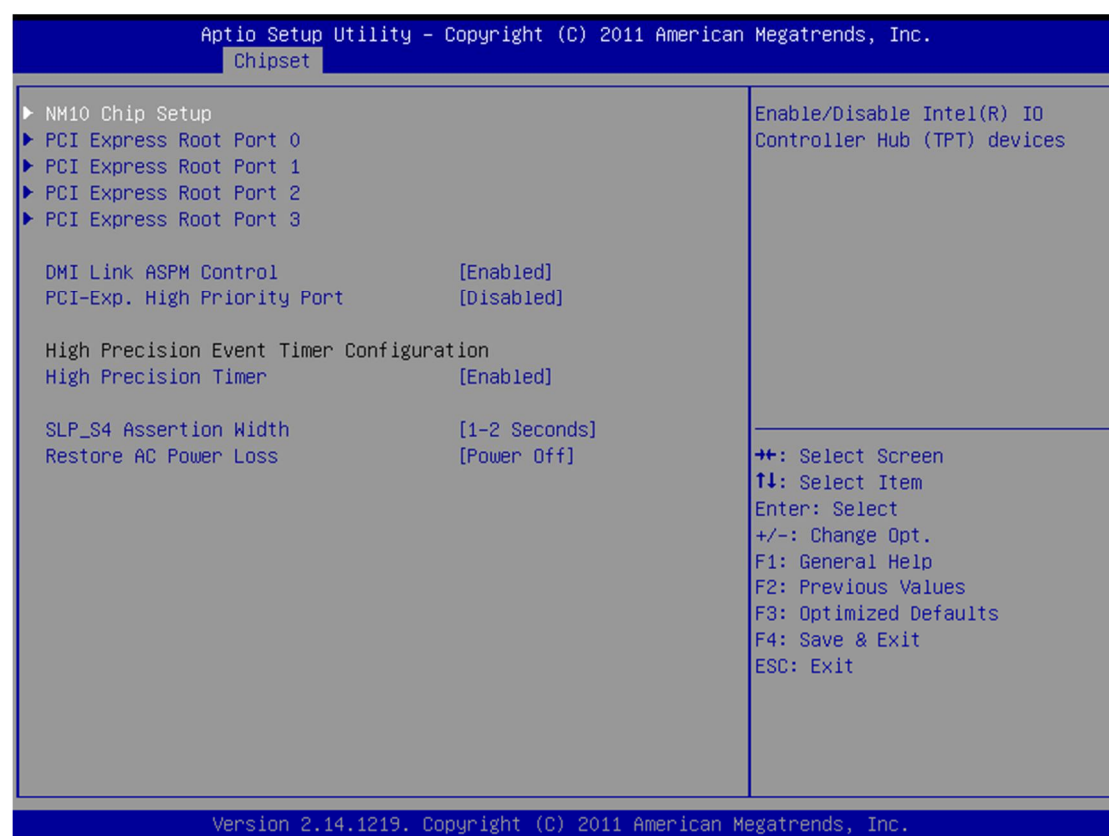 Aptio Setup Utility – Copyright (C) 2011 American Megatrends, Inc.
Chipset
NM10 Chip Setup
PCI Express Root Port 0
PCI Express Root Port 1
PCI Express Root Port 2
PCI Express Root Port 3
DMI Link ASPM Control [Enabled]
PCI-Exp. High Priority Port [Disabled]
High Precision Event Timer Configuration
High Precision Timer [Enabled]
SLP_S4 Assertion Width [1-2 Seconds]
Restore AC Power Loss [Power Off]
Enable/Disable Intel(R) IO
Controller Hub (TPT) devices
→←: Select Screen
↑↓: Select Item
Enter: Select
+/-: Change Opt.
F1: General Help
F2: Previous Values
F3: Optimized Defaults
F4: Save & Exit
ESC: Exit
Version 2.14.1219. Copyright (C) 2011 American Megatrends, Inc.